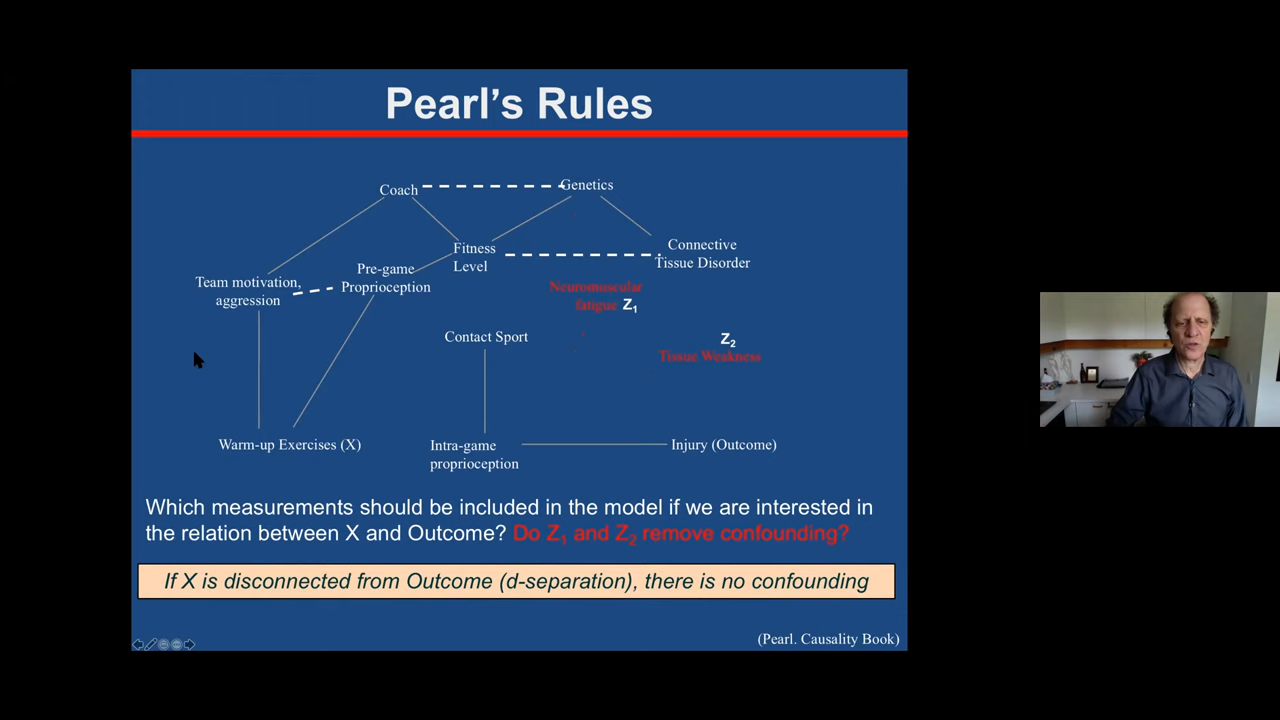 Pearl's Rules
Coach
Genetics
Fitness
Level
Connective
Tissue Disorder
Team motivation,
aggression
Pre-game
Proprioception
Neuromuscular
fatigue Z1
Contact Sport
Z2
Tissue Weakness
Warm-up Exercises (X)
Intra-game
proprioception
Injury (Outcome)
Which measurements should be included in the model if we are interested in
the relation between X and Outcome? Do Z1 and Z2 remove confounding?
If X is disconnected from Outcome (d-separation), there is no confounding
(Pearl. Causality Book)